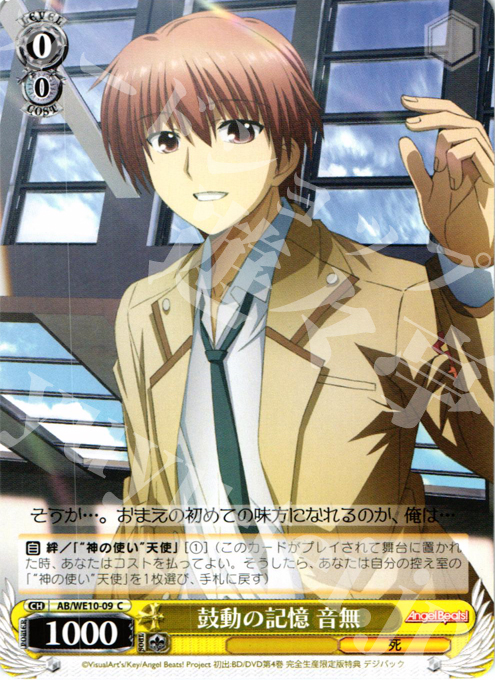 LEVEL
0
0
COST
そうか…。おまえの初めての味方になれるのか、俺は…
自 絆／「“神の使い”天使」［①］（このカードがプレイされて舞台に置かれ
た時、あなたはコストを払ってよい。そうしたら、あなたは自分の控え室の
「“神の使い”天使」を1枚選び、手札に戻す）
CH AB/WE10-09 C
POWER 1000 SOUL 鼓動の記憶 音無 Angel Beats!
死
©VisualArt's/Key/Angel Beats! Project 初出:BD/DVD第4巻 完全生産限定版特典 デジパック